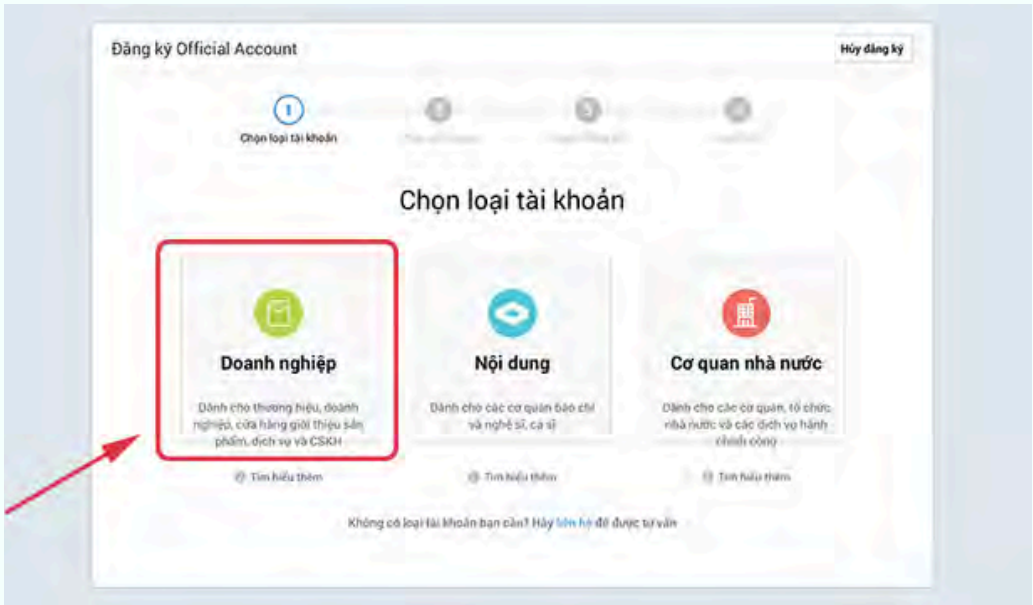 Đăng ký Official Account
Hủy đăng ký
1
Chọn loại tài khoản
Chọn loại tài khoản
Doanh nghiệp
Dành cho thương hiệu, doanh
nghiệp, cửa hàng giới thiệu sản
phẩm, dịch vụ và CSKH
Tìm hiểu thêm
Nội dung
Dành cho các cơ quan báo chí
và nghệ sĩ, ca sĩ
Tìm hiểu thêm
Cơ quan nhà nước
Dành cho các cơ quan, tổ chức
nhà nước và các dịch vụ hành
chính công
Tìm hiểu thêm
Không có loại tài khoản bạn cần? Hãy liên hệ để được tư vấn